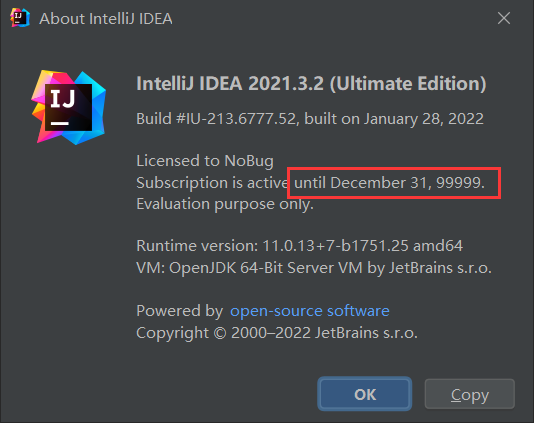 About IntelliJ IDEA
IJ
IJ
IntelliJ IDEA 2021.3.2 (Ultimate Edition)
Build #IU-213.6777.52, built on January 28, 2022
Licensed to NoBug
Subscription is active until December 31, 99999.
Evaluation purpose only.
Runtime version: 11.0.13+7-b1751.25 amd64
VM: OpenJDK 64-Bit Server VM by JetBrains s.r.o.
Powered by open-source software
Copyright © 2000–2022 JetBrains s.r.o.
OK
Copy